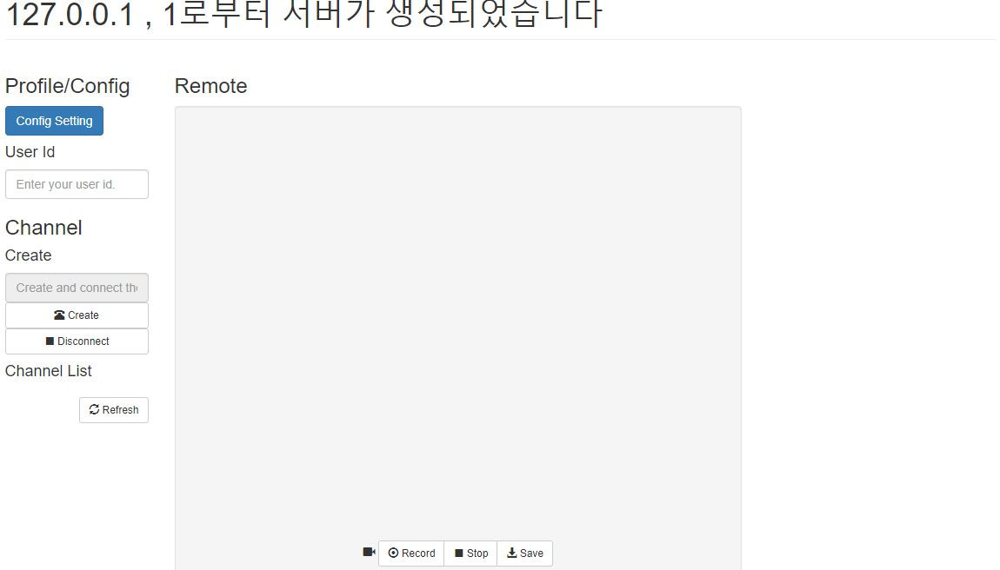 127.0.0.1 , 1로부터 서버가 생성되었습니다
Profile/Config
Remote
Config Setting
User Id
Enter your user id.
Channel
Create
Create and connect the
Create
Disconnect
Channel List
Refresh
Record
Stop
Save